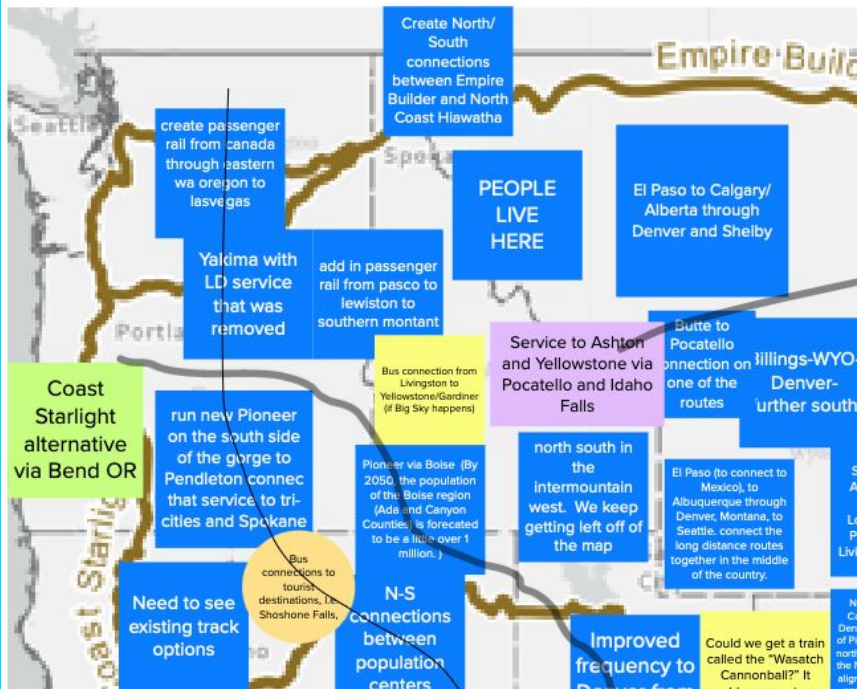 Create North/
South
connections
between Empire
Builder and North
Coast Hiawatha
Empire
Seattle
create passenger
rail from canada
through eastern
wa oregon to
lasvegas
PEOPLE
LIVE
HERE
El Paso to Calgary/
Alberta through
Denver and Shelby
Yakima with
LD service
that was
removed
add in passenger
rail from pasco to
lewiston to
southern montant
Service to Ashton
and Yellowstone via
Pocatello and Idaho
Falls
Butte to
Pocatello
on one of the
routes
Denver-
Coast
Starlight
alternative
via Bend OR
Bus connection from
Livingston to
Yellowstone/Gardiner
(if Big Sky happens)
run new Pioneer
on the south side
of the gorge to
Pendleton connec
that service to tri-
cities and Spokane
Pioneer via Boise (By
2050, the population
of the Boise region
(Ada and Canyon
Counties) is forecated
to be a little over 1
million. )
north south in
the
intermountain
west. We keep
getting left off of
the map
El Paso (to connect to
Mexico), to
Albuquerque through
Denver, Montana, to
Seattle. connect the
long distance routes
together in the middle
of the country.
Coast Starlight
Bus
connections to
tourist
destinations, i.e.
Shoshone Falls,
Need to see
existing track
options
N-S
connections
between
population
centers
Improved
frequency to
Denver from
Could we get a train
called the "Wasatch
Cannonball?" It